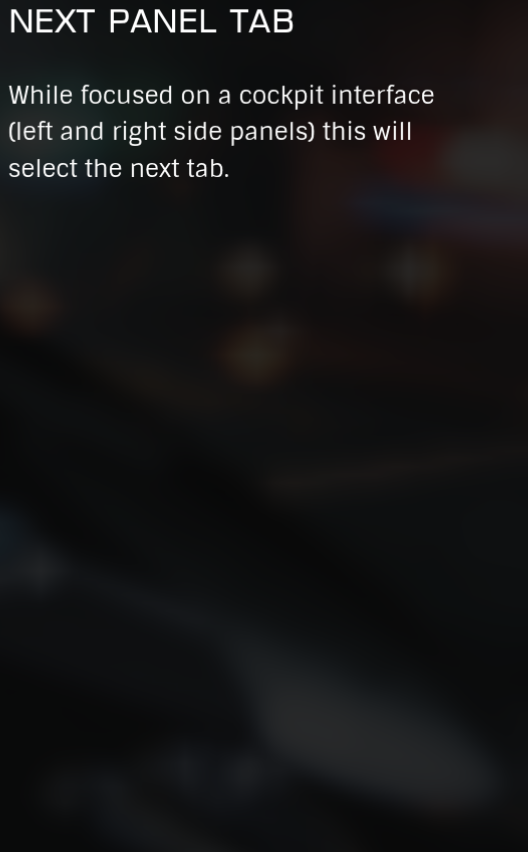 NEXT PANEL TAB
While focused on a cockpit interface
(left and right side panels) this will
select the next tab.